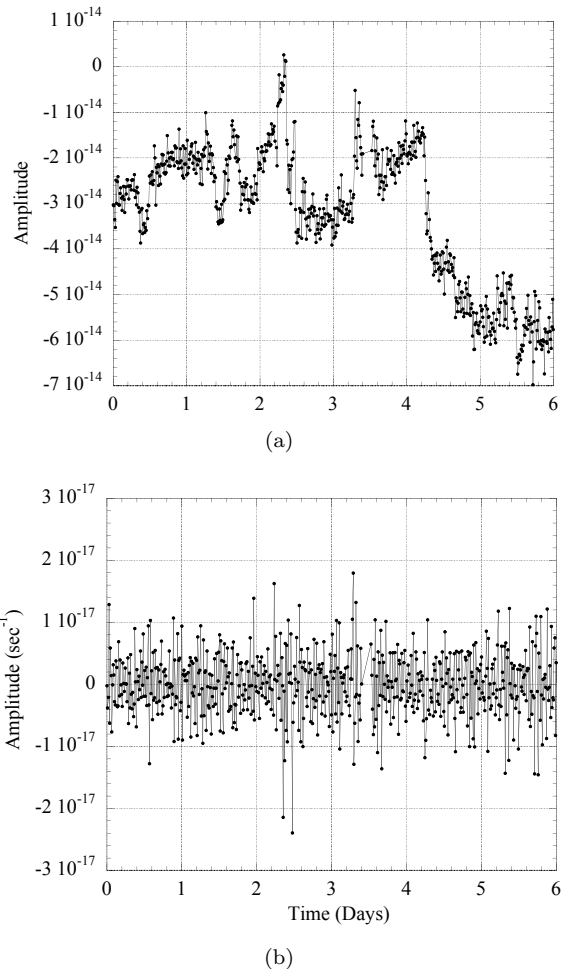 1 10⁻¹⁴
0
-1 10⁻¹⁴
-2 10⁻¹⁴
-3 10⁻¹⁴
-4 10⁻¹⁴
-5 10⁻¹⁴
-6 10⁻¹⁴
-7 10⁻¹⁴
Amplitude
0 1 2 3 4 5 6
(a)
3 10⁻¹⁷
2 10⁻¹⁷
1 10⁻¹⁷
0
-1 10⁻¹⁷
-2 10⁻¹⁷
-3 10⁻¹⁷
Amplitude (sec⁻¹)
0 1 2 3 4 5 6
Time (Days)
(b)